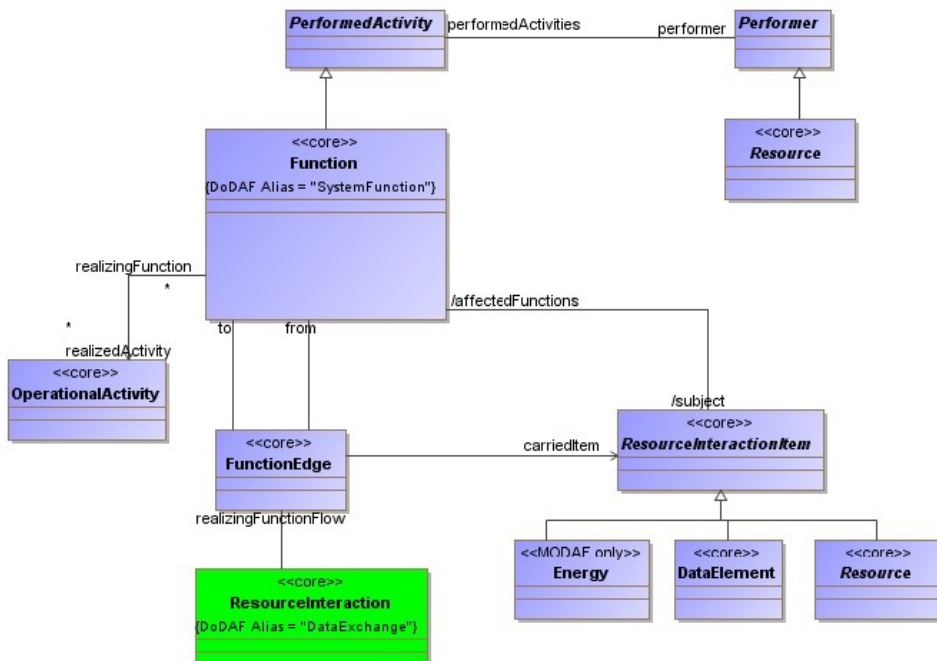 PerformedActivity
performedActivities
performer
Performer
<<core>>
Function
{DoDAF Alias = "SystemFunction"}
<<core>>
Resource
realizingFunction
*
/affectedFunctions
*
realizedActivity
to
from
<<core>>
OperationalActivity
/subject
<<core>>
ResourceInteractionItem
<<core>>
FunctionEdge
carriedItem
realizingFunctionFlow
<<MODAF only>>
Energy
<<core>>
DataElement
<<core>>
Resource
<<core>>
ResourceInteraction
{DoDAF Alias = "DataExchange"}